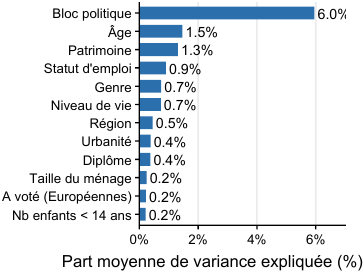 Bloc politique 6.0%
Âge 1.5%
Patrimoine 1.3%
Statut d'emploi 0.9%
Genre 0.7%
Niveau de vie 0.7%
Région 0.5%
Urbanité 0.4%
Diplôme 0.4%
Taille du ménage 0.2%
A voté (Européennes) 0.2%
Nb enfants < 14 ans 0.2%
0% 2% 4% 6%
Part moyenne de variance expliquée (%)